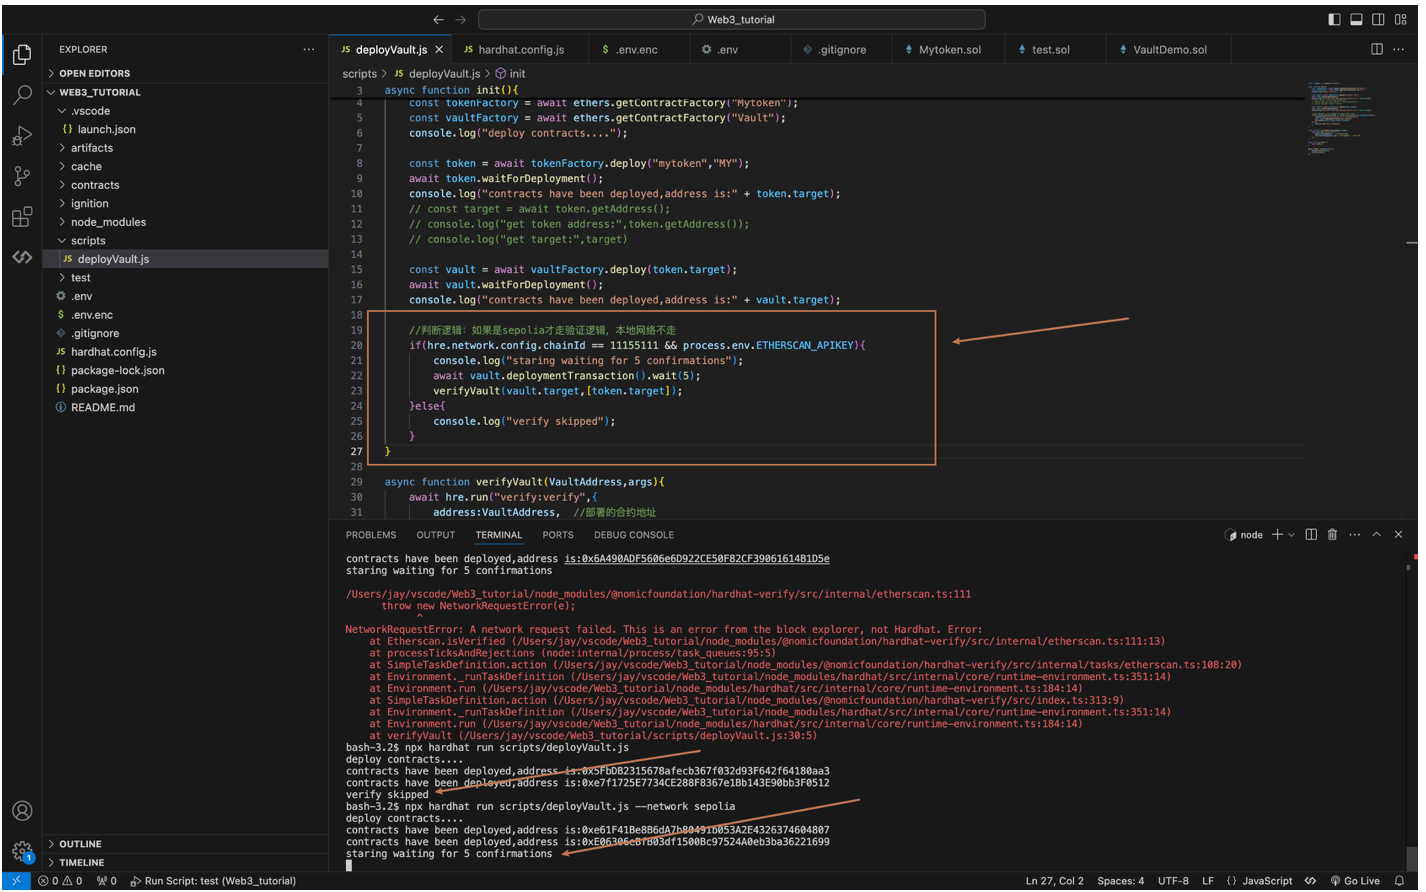 Web3_tutorial
EXPLORER
OPEN EDITORS
WEB3_TUTORIAL
.vscode
launch.json
artifacts
cache
contracts
ignition
node_modules
scripts
JS deployVault.js
test
.env
$ .env.enc
.gitignore
JS hardhat.config.js
{} package-lock.json
{} package.json
README.md
OUTLINE
TIMELINE
JS deployVault.js
JS hardhat.config.js
$ .env.enc
.env
.gitignore
Mytoken.sol
test.sol
VaultDemo.sol
scripts > JS deployVault.js > init
3 async function init(){
4 const tokenFactory = await ethers.getContractFactory("Mytoken");
5 const vaultFactory = await ethers.getContractFactory("Vault");
6 console.log("deploy contracts....");
7
8 const token = await tokenFactory.deploy("mytoken","MY");
9 await token.waitForDeployment();
10 console.log("contracts have been deployed,address is:" + token.target);
11 // const target = await token.getAddress();
12 // console.log("get token address:",token.getAddress());
13 // console.log("get target:",target)
14
15 const vault = await vaultFactory.deploy(token.target);
16 await vault.waitForDeployment();
17 console.log("contracts have been deployed,address is:" + vault.target);
18
19 //判断逻辑：如果是sepolia才走验证逻辑，本地网络不走
20 if(hre.network.config.chainId == 11155111 && process.env.ETHERSCAN_APIKEY){
21 console.log("staring waiting for 5 confirmations");
22 await vault.deploymentTransaction().wait(5);
23 verifyVault(vault.target,[token.target]);
24 }else{
25 console.log("verify skipped");
26 }
27 }
28
29 async function verifyVault(VaultAddress,args){
30 await hre.run("verify:verify",{
31 address:VaultAddress, //部署的合约地址
PROBLEMS OUTPUT TERMINAL PORTS DEBUG CONSOLE
node
contracts have been deployed,address is:0x6A490ADF5606e6D922CE50F82CF39061614B1D5e
staring waiting for 5 confirmations
/Users/jay/vscode/Web3_tutorial/node_modules/@nomicfoundation/hardhat-verify/src/internal/etherscan.ts:111
throw new NetworkRequestError(e);
^
NetworkRequestError: A network request failed. This is an error from the block explorer, not Hardhat. Error:
at Etherscan.isVerified (/Users/jay/vscode/Web3_tutorial/node_modules/@nomicfoundation/hardhat-verify/src/internal/etherscan.ts:111:13)
at processTicksAndRejections (node:internal/process/task_queues:95:5)
at SimpleTaskDefinition.action (/Users/jay/vscode/Web3_tutorial/node_modules/@nomicfoundation/hardhat-verify/src/internal/tasks/etherscan.ts:108:20)
at Environment._runTaskDefinition (/Users/jay/vscode/Web3_tutorial/node_modules/hardhat/src/internal/core/runtime-environment.ts:351:14)
at Environment.run (/Users/jay/vscode/Web3_tutorial/node_modules/hardhat/src/internal/core/runtime-environment.ts:184:14)
at SimpleTaskDefinition.action (/Users/jay/vscode/Web3_tutorial/node_modules/@nomicfoundation/hardhat-verify/src/index.ts:313:9)
at Environment._runTaskDefinition (/Users/jay/vscode/Web3_tutorial/node_modules/hardhat/src/internal/core/runtime-environment.ts:351:14)
at Environment.run (/Users/jay/vscode/Web3_tutorial/node_modules/hardhat/src/internal/core/runtime-environment.ts:184:14)
at verifyVault (/Users/jay/vscode/Web3_tutorial/scripts/deployVault.js:30:5)
bash-3.2$ npx hardhat run scripts/deployVault.js
deploy contracts....
contracts have been deployed,address is:0x5FbDB2315678afecb367f032d93F642f64180aa3
contracts have been deployed,address is:0xe7f1725E7734CE288F8367e1Bb143E90bb3F0512
verify skipped
bash-3.2$ npx hardhat run scripts/deployVault.js --network sepolia
deploy contracts....
contracts have been deployed,address
contracts have been deployed,address
staring waiting for 5 confirmations
1
0 0 0 Run Script: test (Web3_tutorial)
Ln 27, Col 2 Spaces: 4 UTF-8 LF {} JavaScript Go Live